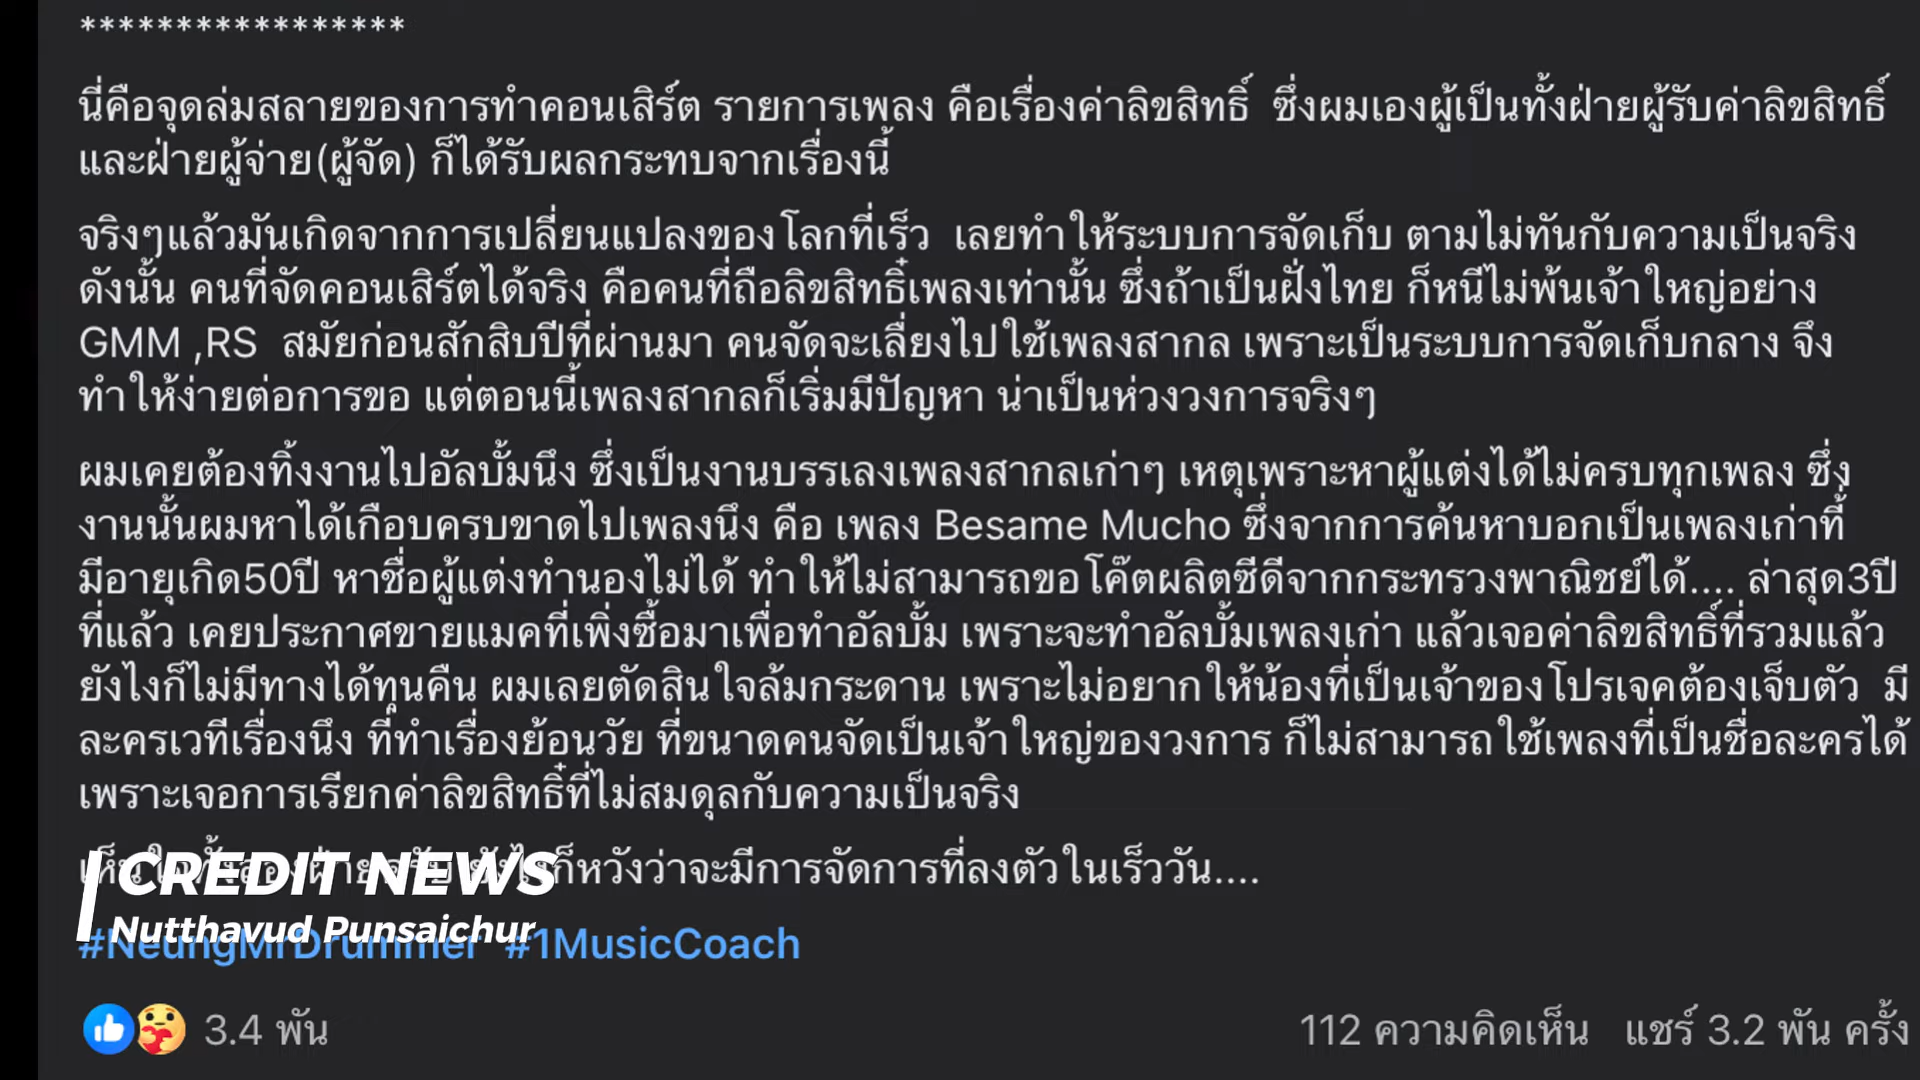 *****************
นี่คือจุดล่มสลายของการทำคอนเสิร์ต รายการเพลง คือเรื่องค่าลิขสิทธิ์ ซึ่งผมเองผู้เป็นทั้งฝ่ายผู้รับค่าลิขสิทธิ์
และฝ่ายผู้จ่าย(ผู้จัด) ก็ได้รับผลกระทบจากเรื่องนี้
จริงๆแล้วมันเกิดจากการเปลี่ยนแปลงของโลกที่เร็ว เลยทำให้ระบบการจัดเก็บ ตามไม่ทันกับความเป็นจริง
ดังนั้น คนที่จัดคอนเสิร์ตได้จริง คือคนที่ถือลิขสิทธิ๋เพลงเท่านั้น ซึ่งถ้าเป็นฝั่งไทย ก็หนีไม่พ้นเจ้าใหญ่อย่าง
GMM ,RS สมัยก่อนสักสิบปีที่ผ่านมา คนจัดจะเลี่ยงไปใช้เพลงสากล เพราะเป็นระบบการจัดเก็บกลาง จึง
ทำให้ง่ายต่อการขอ แต่ตอนนี้เพลงสากลก็เริ่มมีปัญหา น่าเป็นห่วงวงการจริงๆ
ผมเคยต้องทิ้งงานไปอัลบั้มนึง ซึ่งเป็นงานบรรเลงเพลงสากลเก่าๆ เหตุเพราะหาผู้แต่งได้ไม่ครบทุกเพลง ซึ่ง
งานนั้นผมหาได้เกือบครบขาดไปเพลงนึง คือ เพลง Besame Mucho ซึ่งจากการค้นหาบอกเป็นเพลงเก่าที่
มีอายุเกิด50ปี หาชื่อผู้แต่งทำนองไม่ได้ ทำให้ไม่สามารถขอโค๊ตผลิตซีดีจากกระทรวงพาณิชย์ได้.... ล่าสุด3ปี
ที่แล้ว เคยประกาศขายแมคที่เพิ่งซื้อมาเพื่อทำอัลบั้ม เพราะจะทำอัลบั้มเพลงเก่า แล้วเจอค่าลิขสิทธิ์ที่รวมแล้ว
ยังไงก็ไม่มีทางได้ทุนคืน ผมเลยตัดสินใจล้มกระดาน เพราะไม่อยากให้น้องที่เป็นเจ้าของโปรเจคต้องเจ็บตัว มี
ละครเวทีเรื่องนึง ที่ทำเรื่องย้อนวัย ที่ขนาดคนจัดเป็นเจ้าใหญ่ของวงการ ก็ไม่สามารถใช้เพลงที่เป็นชื่อละครได้
เพราะเจอการเรียกค่าลิขสิทธิ๋ที่ไม่สมดุลกับความเป็นจริง
ก็หวังว่าจะมีการจัดการที่ลงตัวในเร็ววัน....
CREDIT NEWS
Nutthavud Punsaichur
#NeungMrDrummer #1MusicCoach
3.4 พัน
112 ความคิดเห็น แชร์ 3.2 พัน ครั้ง